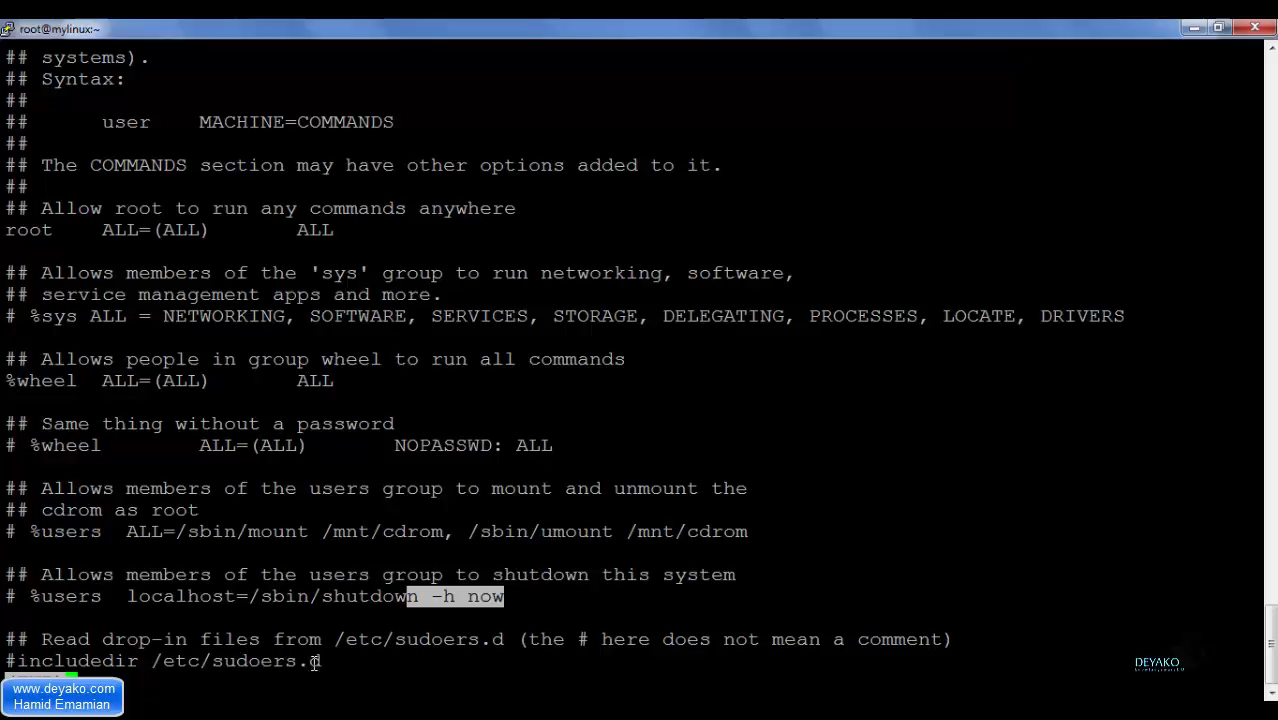 root@mylinux:~
## systems).
## Syntax:
##
##      user    MACHINE=COMMANDS
##
## The COMMANDS section may have other options added to it.
##
## Allow root to run any commands anywhere
root    ALL=(ALL)       ALL
## Allows members of the 'sys' group to run networking, software,
## service management apps and more.
# %sys ALL = NETWORKING, SOFTWARE, SERVICES, STORAGE, DELEGATING, PROCESSES, LOCATE, DRIVERS
## Allows people in group wheel to run all commands
%wheel  ALL=(ALL)       ALL
## Same thing without a password
# %wheel        ALL=(ALL)       NOPASSWD: ALL
## Allows members of the users group to mount and unmount the
## cdrom as root
# %users  ALL=/sbin/mount /mnt/cdrom, /sbin/umount /mnt/cdrom
## Allows members of the users group to shutdown this system
# %users  localhost=/sbin/shutdown -h now
## Read drop-in files from /etc/sudoers.d (the # here does not mean a comment)
#includedir /etc/sudoers.d
DEYAKO
www.deyako.com
Hamid Emamian